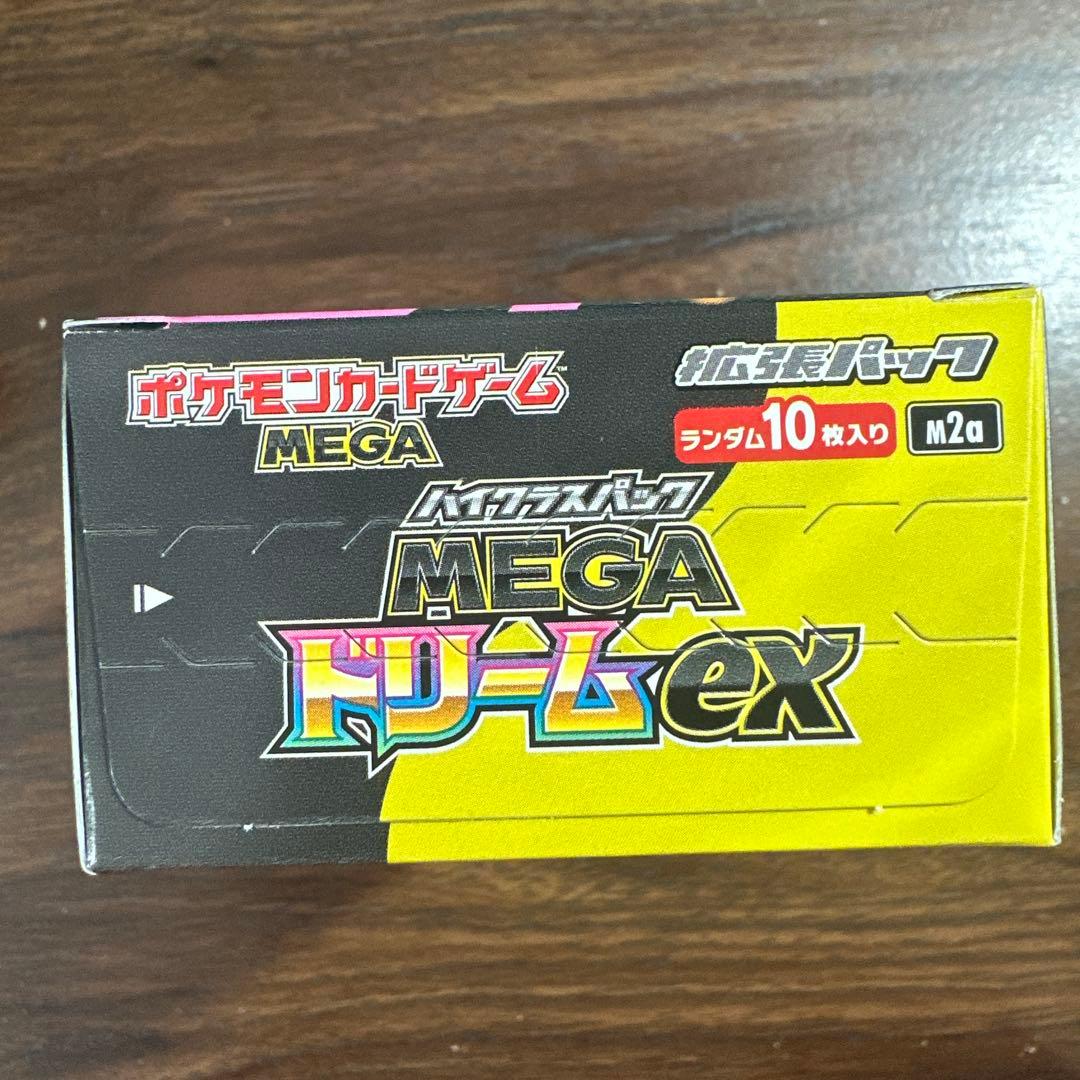 ポケモンカードゲーム™
MEGA
拡張パック
ランダム10枚入り M2a
ハイクラスパック
MEGA
ドリームex